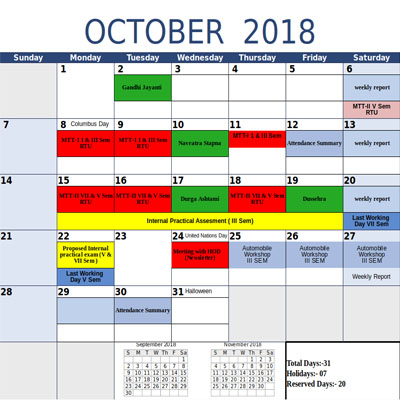 OCTOBER 2018
Sunday Monday Tuesday Wednesday Thursday Friday Saturday
1 2 3 4 5 6
Gandhi Jayanti
weekly report
MTT-II V Sem
RTU
7 8 Columbus Day 9 10 11 12 13
MTT-I I & III Sem
RTU
MTT-I I & III Sem
RTU
Navratra Stapna
MTT-I I & III Sem
Attendance Summary
weekly report
14 15 16 17 18 19 20
MTT-II VII & V Sem
RTU
MTT-II VII & V Sem
RTU
Durga Ashtami
MTT-II VII & V Sem
RTU
Dussehra
weekly report
Internal Practical Assesment ( III Sem)
Last Working
Day VII Sem
21 22 23 24 United Nations Day 25 26 27
Proposed Internal
practical exam (V &
VII Sem )
Meeting with HOD
(Newsletter)
Automobile
Workshop
III SEM
Automobile
Workshop
III SEM
Automobile
Workshop
III SEM
Last Working
Day V Sem
Weekly Report
28 29 30 31 Halloween
Attendance Summary
September 2018
S M T W T F Sa
1
2 3 4 5 6 7 8
9 10 11 12 13 14 15
16 17 18 19 20 21 22
23 24 25 26 27 28 29
30
November 2018
S M T W Th F Sa
1 2 3
4 5 6 7 8 9 10
11 12 13 14 15 16 17
18 19 20 21 22 23 24
25 26 27 28 29 30
Total Days:-31
Holidays:- 07
Reserved Days:- 20